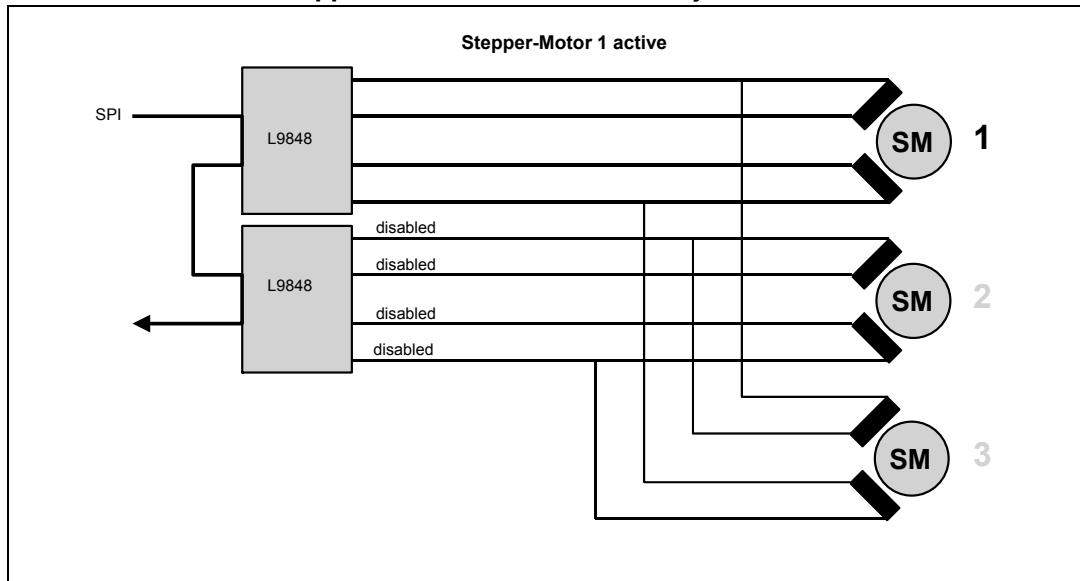 Stepper-Motor 1 active
SPI
L9848
SM 1
disabled
disabled
L9848
SM 2
disabled
disabled
SM 3